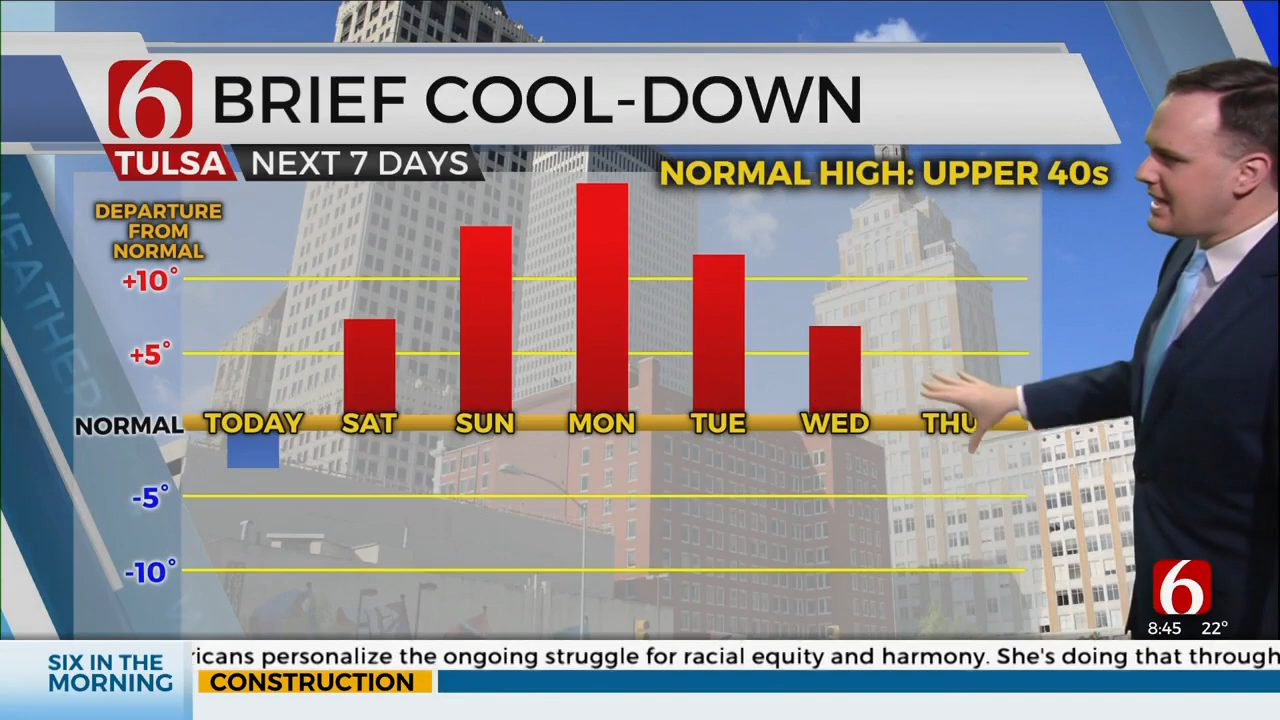 6 BRIEF COOL-DOWN
TULSA NEXT 7 DAYS
NORMAL HIGH: UPPER 40s
DEPARTURE
FROM
NORMAL
+10°
+5°
NORMAL TODAY SAT SUN MON TUE WED THU
-5°
-10°
6
8:45 22°
SIX IN THE
MORNING
ricans personalize the ongoing struggle for racial equity and harmony. She's doing that through
CONSTRUCTION